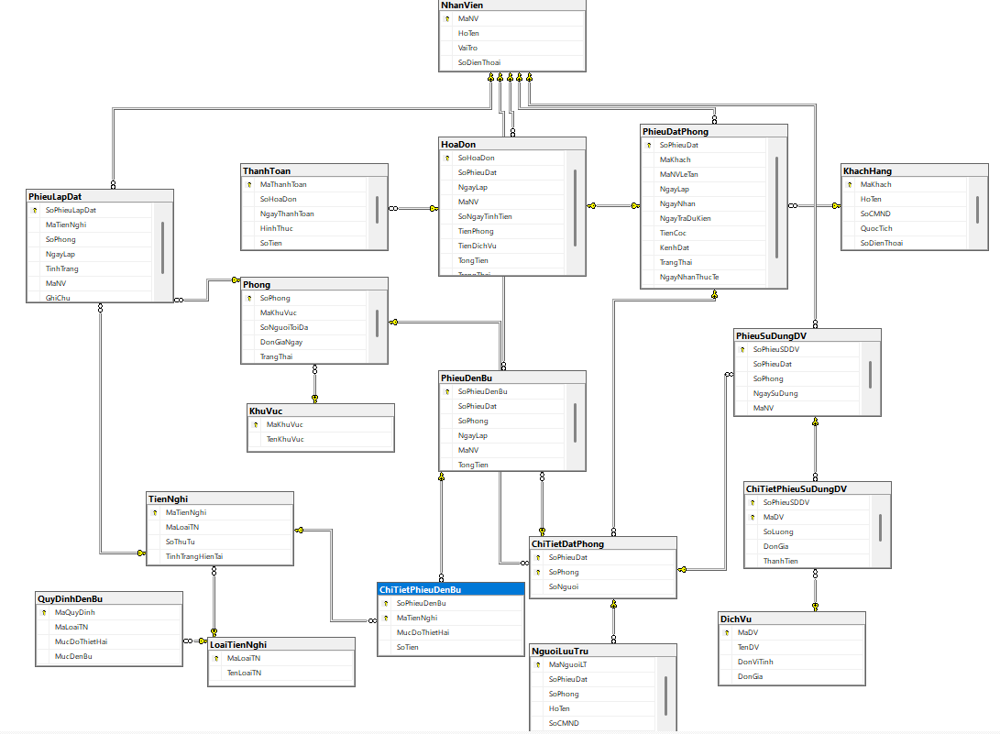 NhanVien
MaNV
HoTen
VaiTro
SoDienThoai
HoaDon
SoHoaDon
SoPhieuDat
NgayLap
MaNV
SoNgayTinhTien
TienPhong
TienDichVu
TongTien
TrangThai
PhieuDatPhong
SoPhieuDat
MaKhach
MaNVLeTan
NgayLap
NgayNhan
NgayTraDuKien
TienCoc
KenhDat
TrangThai
NgayNhanThucTe
KhachHang
MaKhach
HoTen
SoCMND
QuocTich
SoDienThoai
ThanhToan
MaThanhToan
SoHoaDon
NgayThanhToan
HinhThuc
SoTien
PhieuLapDat
SoPhieuLapDat
MaTienNghi
SoPhong
NgayLap
TinhTrang
MaNV
GhiChu
Phong
SoPhong
MaKhuVuc
SoNguoiToiDa
DonGiaNgay
TrangThai
KhuVuc
MaKhuVuc
TenKhuVuc
PhieuDenBu
SoPhieuDenBu
SoPhieuDat
SoPhong
NgayLap
MaNV
TongTien
PhieuSuDungDV
SoPhieuSDDV
SoPhieuDat
SoPhong
NgaySuDung
MaNV
ChiTietPhieuSuDungDV
SoPhieuSDDV
MaDV
SoLuong
DonGia
ThanhTien
TienNghi
MaTienNghi
MaLoaiTN
SoThuTu
TinhTrangHienTai
ChiTietDatPhong
SoPhieuDat
SoPhong
SoNguoi
ChiTietPhieuDenBu
SoPhieuDenBu
MaTienNghi
MucDoThietHai
SoTien
QuyDinhDenBu
MaQuyDinh
MaLoaiTN
MucDoThietHai
MucDenBu
LoaiTienNghi
MaLoaiTN
TenLoaiTN
NguoiLuuTru
MaNguoiLT
SoPhieuDat
SoPhong
HoTen
SoCMND
DichVu
MaDV
TenDV
DonViTinh
DonGia